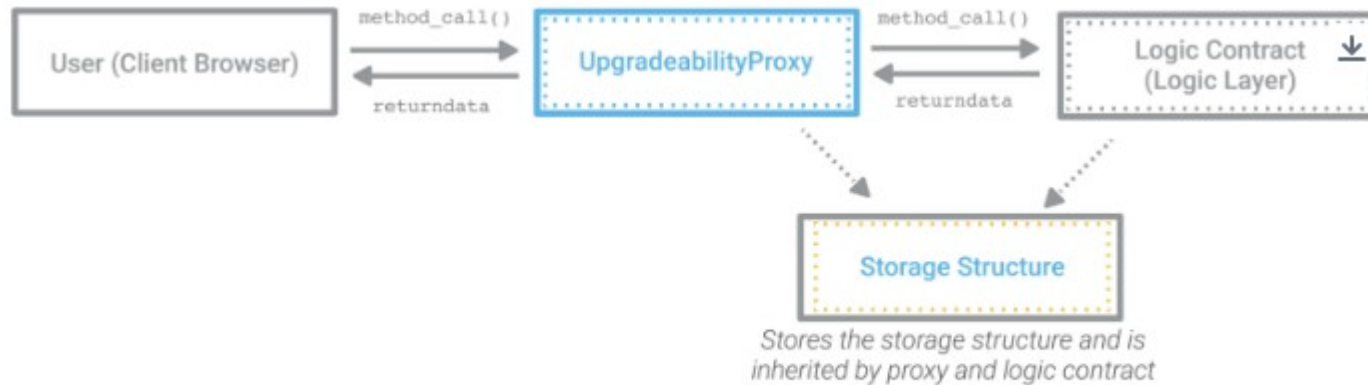 method_call()
method_call()
User (Client Browser)
UpgradeabilityProxy
Logic Contract
(Logic Layer)
returndata
returndata
Storage Structure
Stores the storage structure and is
inherited by proxy and logic contract